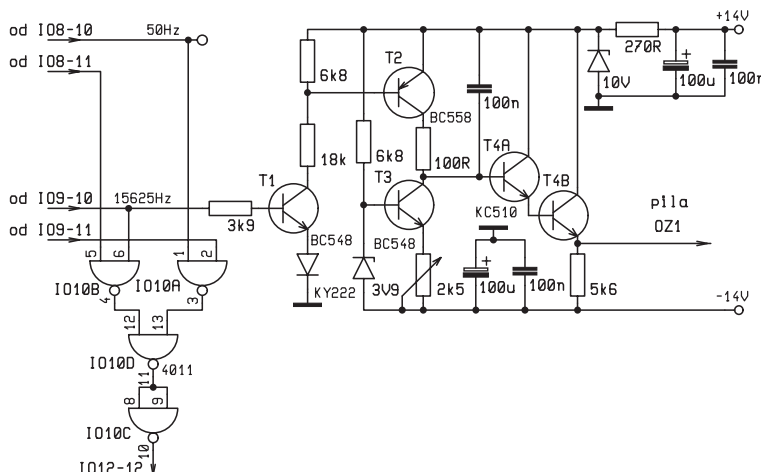 od IO8-10
50Hz
od IO8-11
+14V
270R
10V
100u
+
100n
6k8
T2
BC558
100n
18k
6k8
100R
T4A
T1
T3
T4B
od IO9-10
15625Hz
pila
OZ1
od IO9-11
3k9
BC548
BC548
KC510
KY222
3V9
2k5
+
100u
100n
5k6
-14V
5
6
1
2
IO10B
IO10A
4
3
12
13
IO10D
4011
11
8
9
IO10C
10
IO12-12